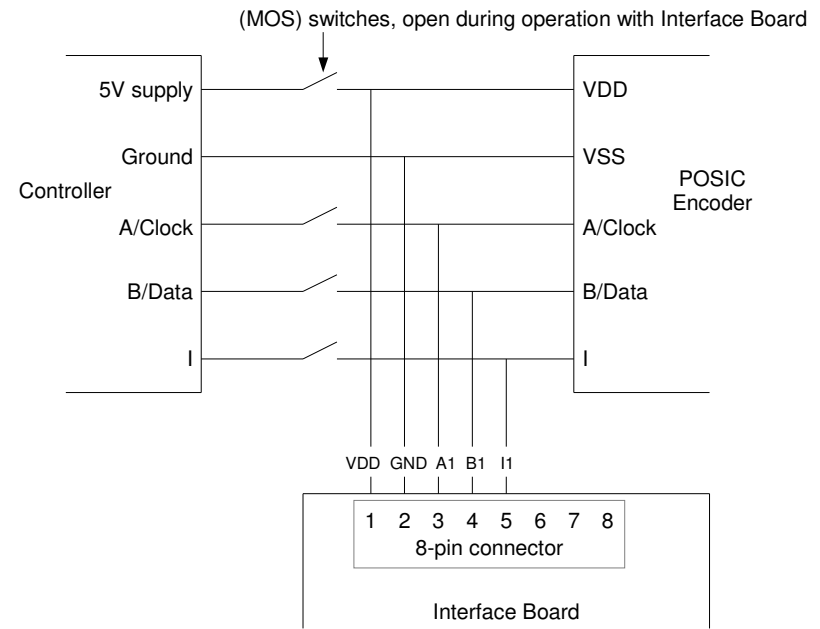 (MOS) switches, open during operation with Interface Board
5V supply
VDD
Ground
VSS
Controller
POSIC
Encoder
A/Clock
A/Clock
B/Data
B/Data
I
I
VDD GND A1 B1 I1
1 2 3 4 5 6 7 8
8-pin connector
Interface Board